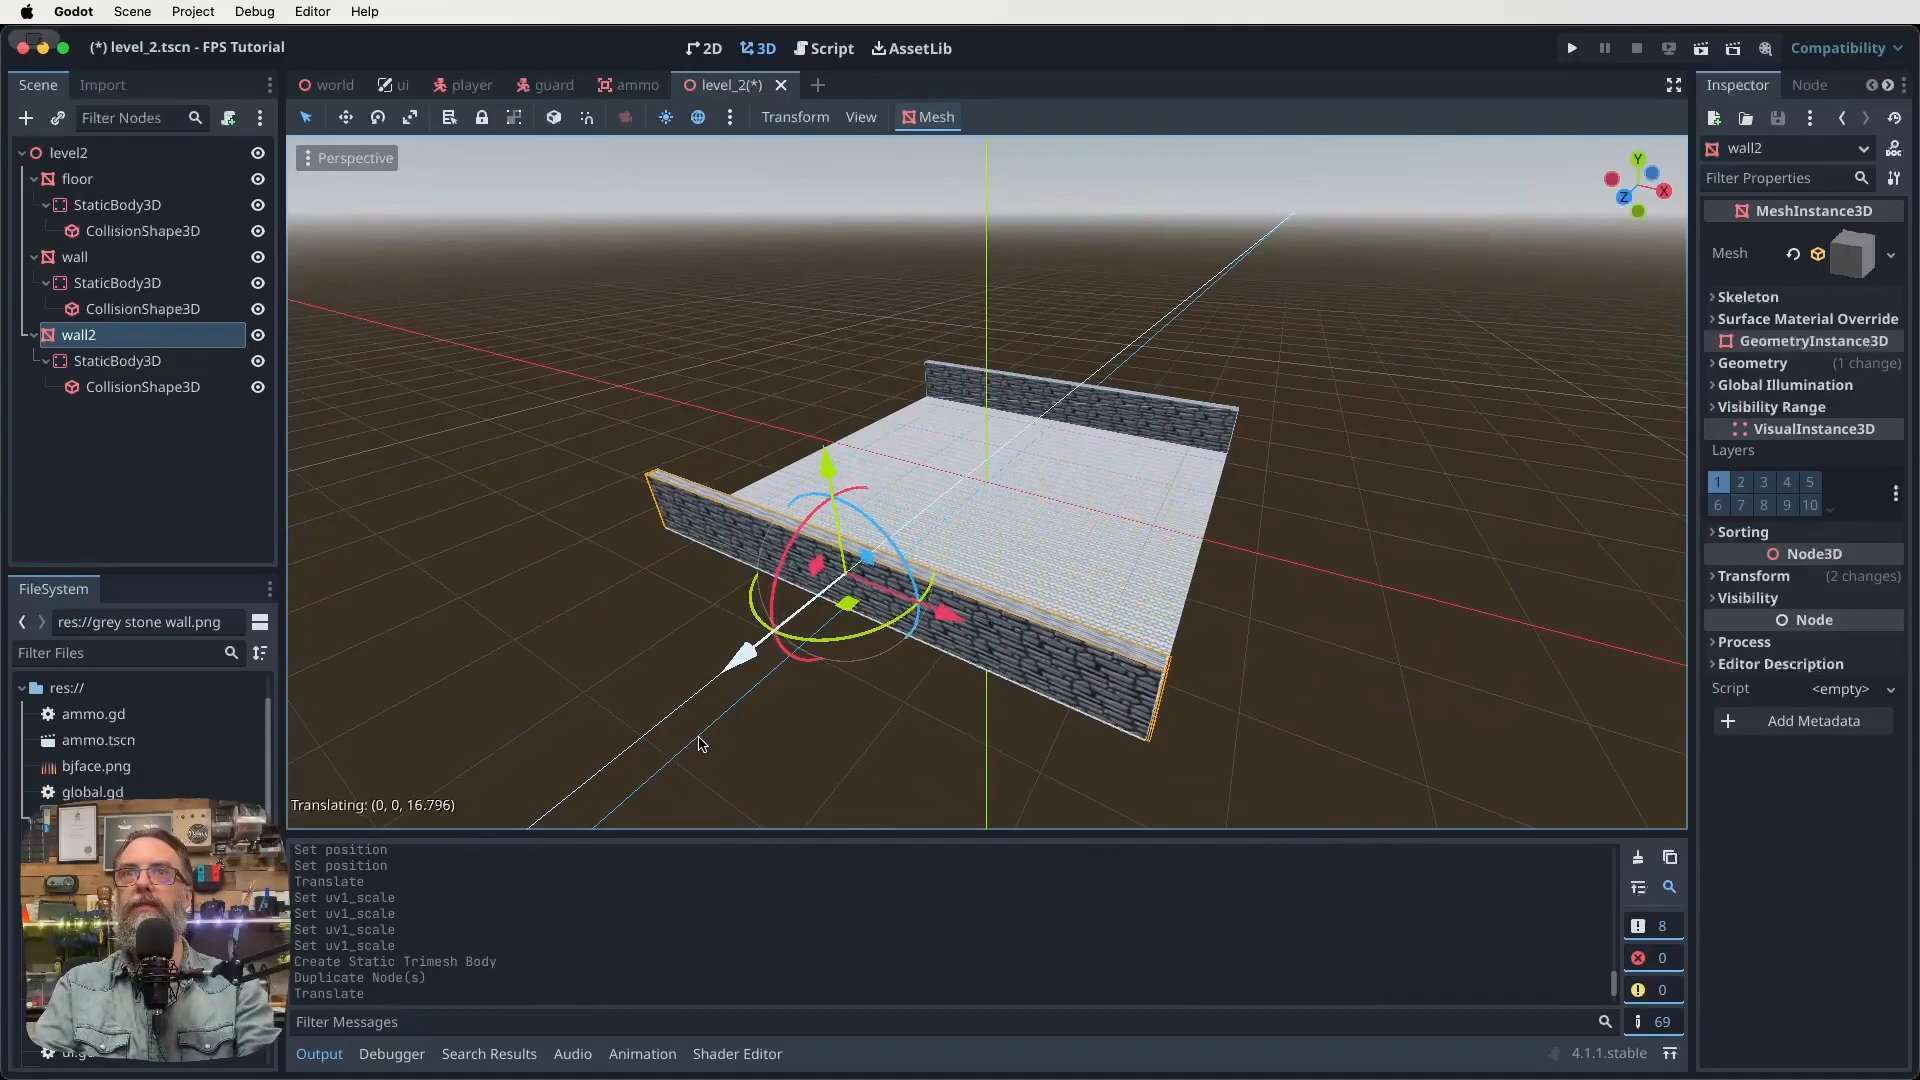 Godot Scene Project Debug Editor Help
(*) level_2.tscn - FPS Tutorial
2D 3D Script AssetLib
Compatibility
Scene Import
world ui player guard ammo level_2(*)
Inspector Node
Filter Nodes
Transform View Mesh
level2
floor
StaticBody3D
CollisionShape3D
wall
StaticBody3D
CollisionShape3D
wall2
StaticBody3D
CollisionShape3D
Perspective
Y
X
Z
Translating: (0, 0, 16.796)
wall2
Filter Properties
MeshInstance3D
Mesh
Skeleton
Surface Material Override
GeometryInstance3D
Geometry (1 change)
Global Illumination
Visibility Range
VisualInstance3D
Layers
1 2 3 4 5
6 7 8 9 10
Sorting
Node3D
Transform (2 changes)
Visibility
Node
Process
Editor Description
Script <empty>
Add Metadata
FileSystem
res://grey stone wall.png
Filter Files
res://
ammo.gd
ammo.tscn
bjface.png
global.gd
Set position
Set position
Translate
Set uv1_scale
Set uv1_scale
Set uv1_scale
Set uv1_scale
Create Static Trimesh Body
Duplicate Node(s)
Translate
8
0
0
69
Filter Messages
Output Debugger Search Results Audio Animation Shader Editor
4.1.1.stable